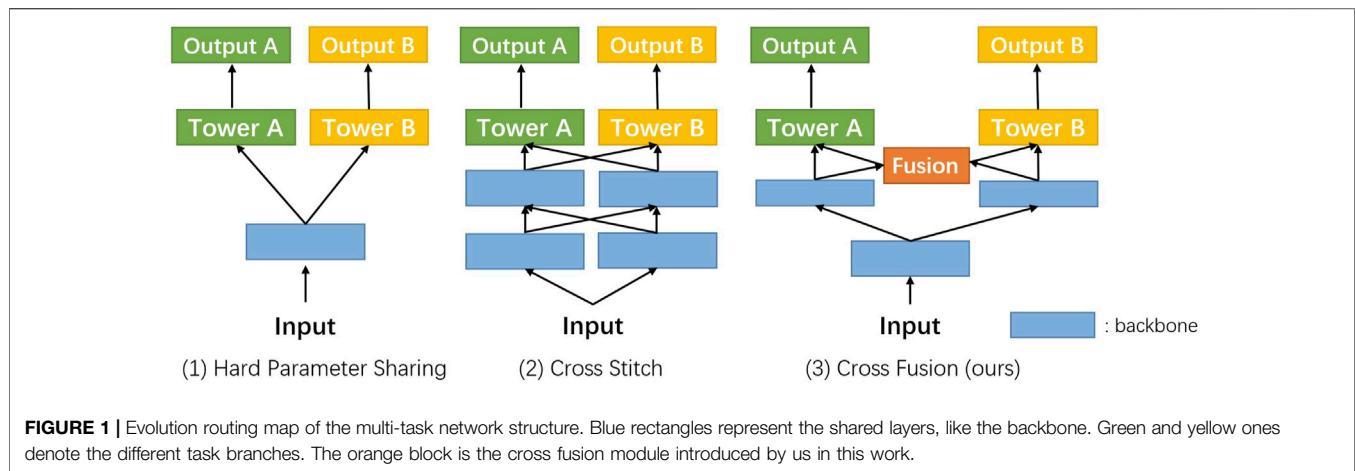 Output A Output B Output A Output B Output A Output B
Tower A Tower B Tower A Tower B Tower A Tower B
Fusion
Input Input Input
: backbone
(1) Hard Parameter Sharing (2) Cross Stitch (3) Cross Fusion (ours)
FIGURE 1 | Evolution routing map of the multi-task network structure. Blue rectangles represent the shared layers, like the backbone. Green and yellow ones
denote the different task branches. The orange block is the cross fusion module introduced by us in this work.